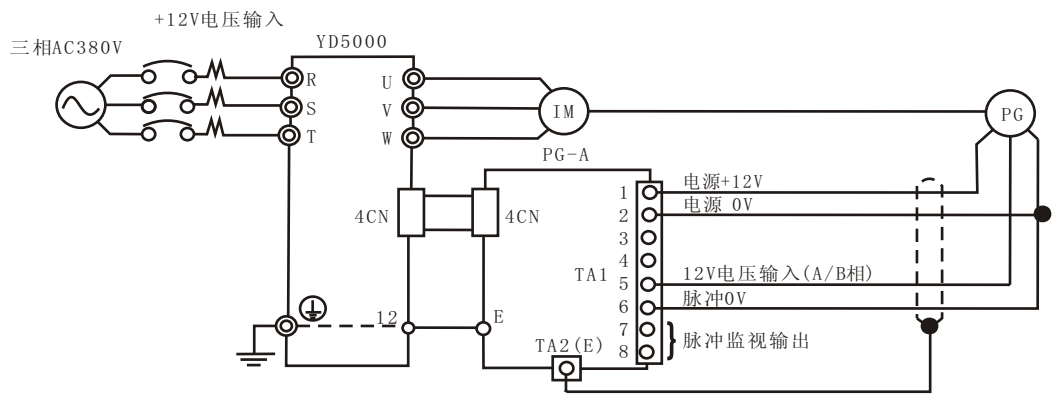 +12V电压输入
三相AC380V
YD5000
R
S
T
U
V
W
IM
PG
PG-A
4CN
4CN
TA1
1
2
3
4
5
6
7
8
电源+12V
电源 0V
12V电压输入(A/B相)
脉冲0V
脉冲监视输出
12
E
TA2(E)